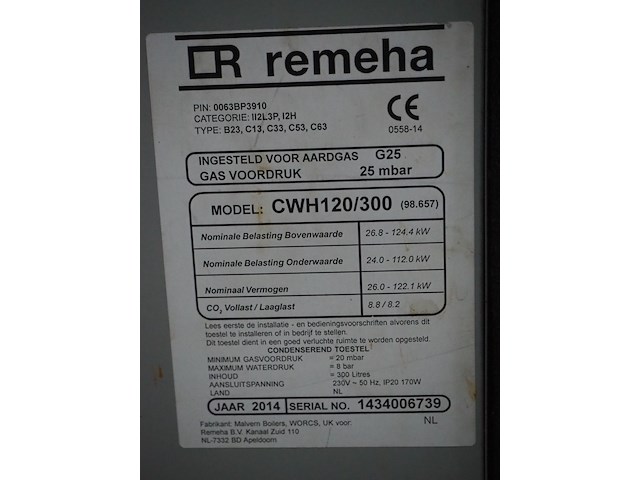 R remeha
PIN: 0063BP3910
CATEGORIE: II2L3P, I2H
TYPE: B23, C13, C33, C53, C63
CE
0558-14
INGESTELD VOOR AARDGAS G25
GAS VOORDRUK 25 mbar
MODEL: CWH120/300 (98.657)
Nominale Belasting Bovenwaarde 26.8 - 124.4 kW
Nominale Belasting Onderwaarde 24.0 - 112.0 kW
Nominaal Vermogen 26.0 - 122.1 kW
CO₂ Vollast / Laaglast 8.8 / 8.2
Lees eerste de installatie - en bedieningsvoorschriften alvorens dit
toestel te installeren of in bedrijf te stellen.
Dit toestel dient in een goed verluchte ruimte te worden opgesteld.
CONDENSEREND TOESTEL
MINIMUM GASVOORDRUK = 20 mbar
MAXIMUM WATERDRUK = 8 bar
INHOUD = 300 Litres
AANSLUITSPANNING 230V ~ 50 Hz, IP20 170W
LAND NL
JAAR 2014 SERIAL NO. 1434006739
Fabrikant: Malvern Boilers, WORCS, UK voor:
Remeha B.V. Kanaal Zuid 110
NL-7332 BD Apeldoorn
NL